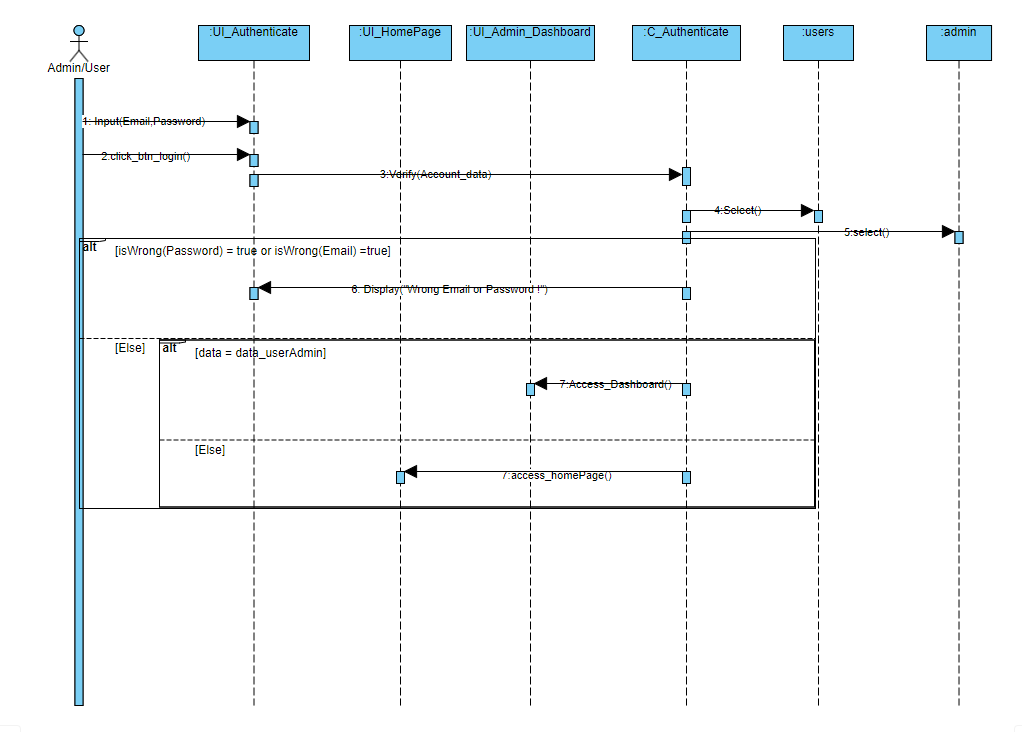 :UI_Authenticate
:UI_HomePage
:UI_Admin_Dashboard
:C_Authenticate
:users
:admin
Admin/User
1: Input(Email,Password)
2:click_btn_login()
3:Verify(Account_data)
4:Select()
5:select()
alt
[isWrong(Password) = true or isWrong(Email) =true]
6: Display("Wrong Email or Password !")
[Else]
alt
[data = data_userAdmin]
7:Access_Dashboard()
[Else]
7:access_homePage()